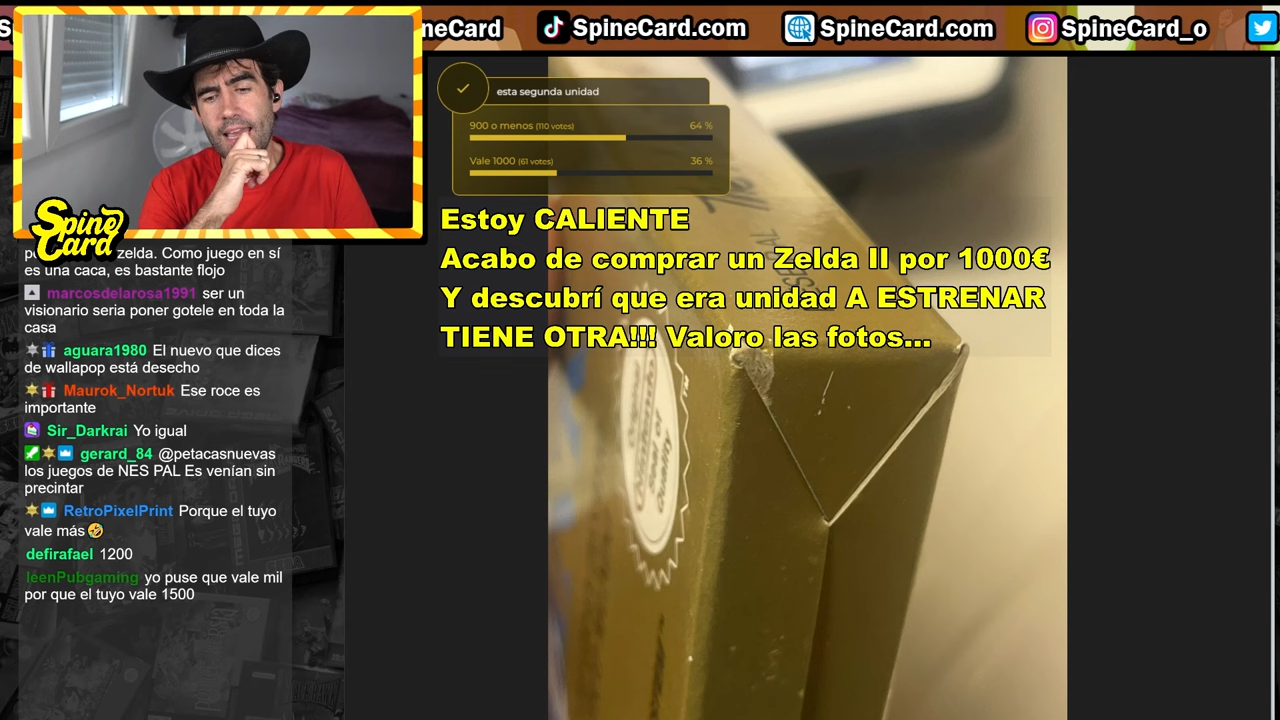 neCard
SpineCard.com
SpineCard.com
SpineCard_o
Spine
Card
esta segunda unidad
900 o menos (110 votes) 64 %
Vale 1000 (61 votes) 36 %
Estoy CALIENTE
Acabo de comprar un Zelda II por 1000€
Y descubrí que era unidad A ESTRENAR
TIENE OTRA!!! Valoro las fotos...
zelda. Como juego en sí
es una caca, es bastante flojo
marcosdelarosa1991 ser un
visionario seria poner gotele en toda la
casa
aguara1980 El nuevo que dices
de wallapop está desecho
Maurok_Nortuk Ese roce es
importante
Sir_Darkrai Yo igual
gerard_84 @petacasnuevas
los juegos de NES PAL Es venían sin
precintar
RetroPixelPrint Porque el tuyo
vale más🤣
defirafael 1200
leenPubgaming yo puse que vale mil
por que el tuyo vale 1500